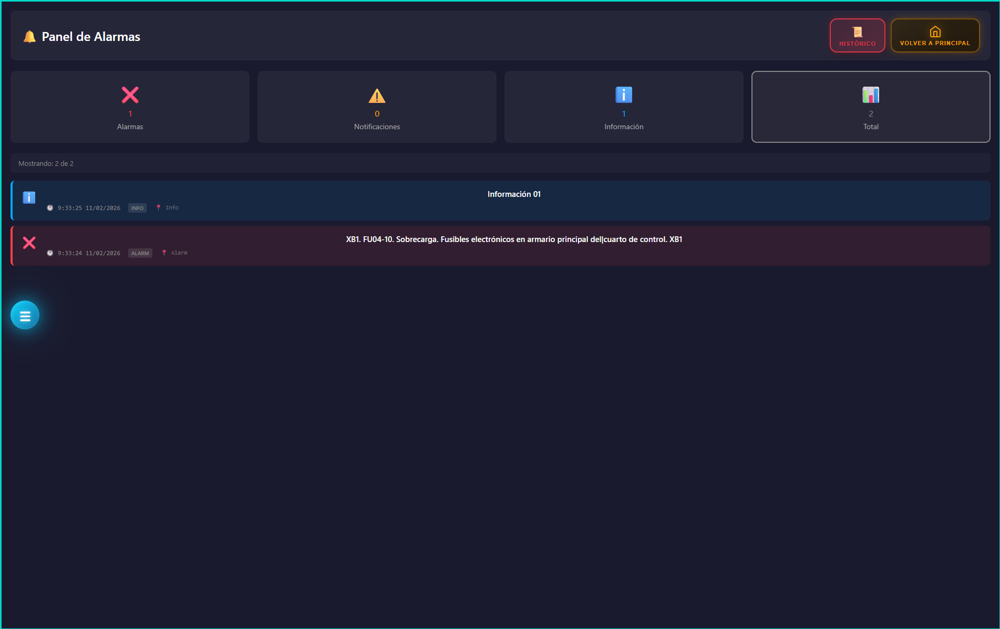 Panel de Alarmas
HISTÓRICO
VOLVER A PRINCIPAL
1
Alarmas
0
Notificaciones
1
Información
2
Total
Mostrando: 2 de 2
Información 01
9:33:25 11/02/2026 INFO Info
XB1. FU04-10. Sobrecarga. Fusibles electrónicos en armario principal del|cuarto de control. XB1
9:33:24 11/02/2026 ALARM Alarm